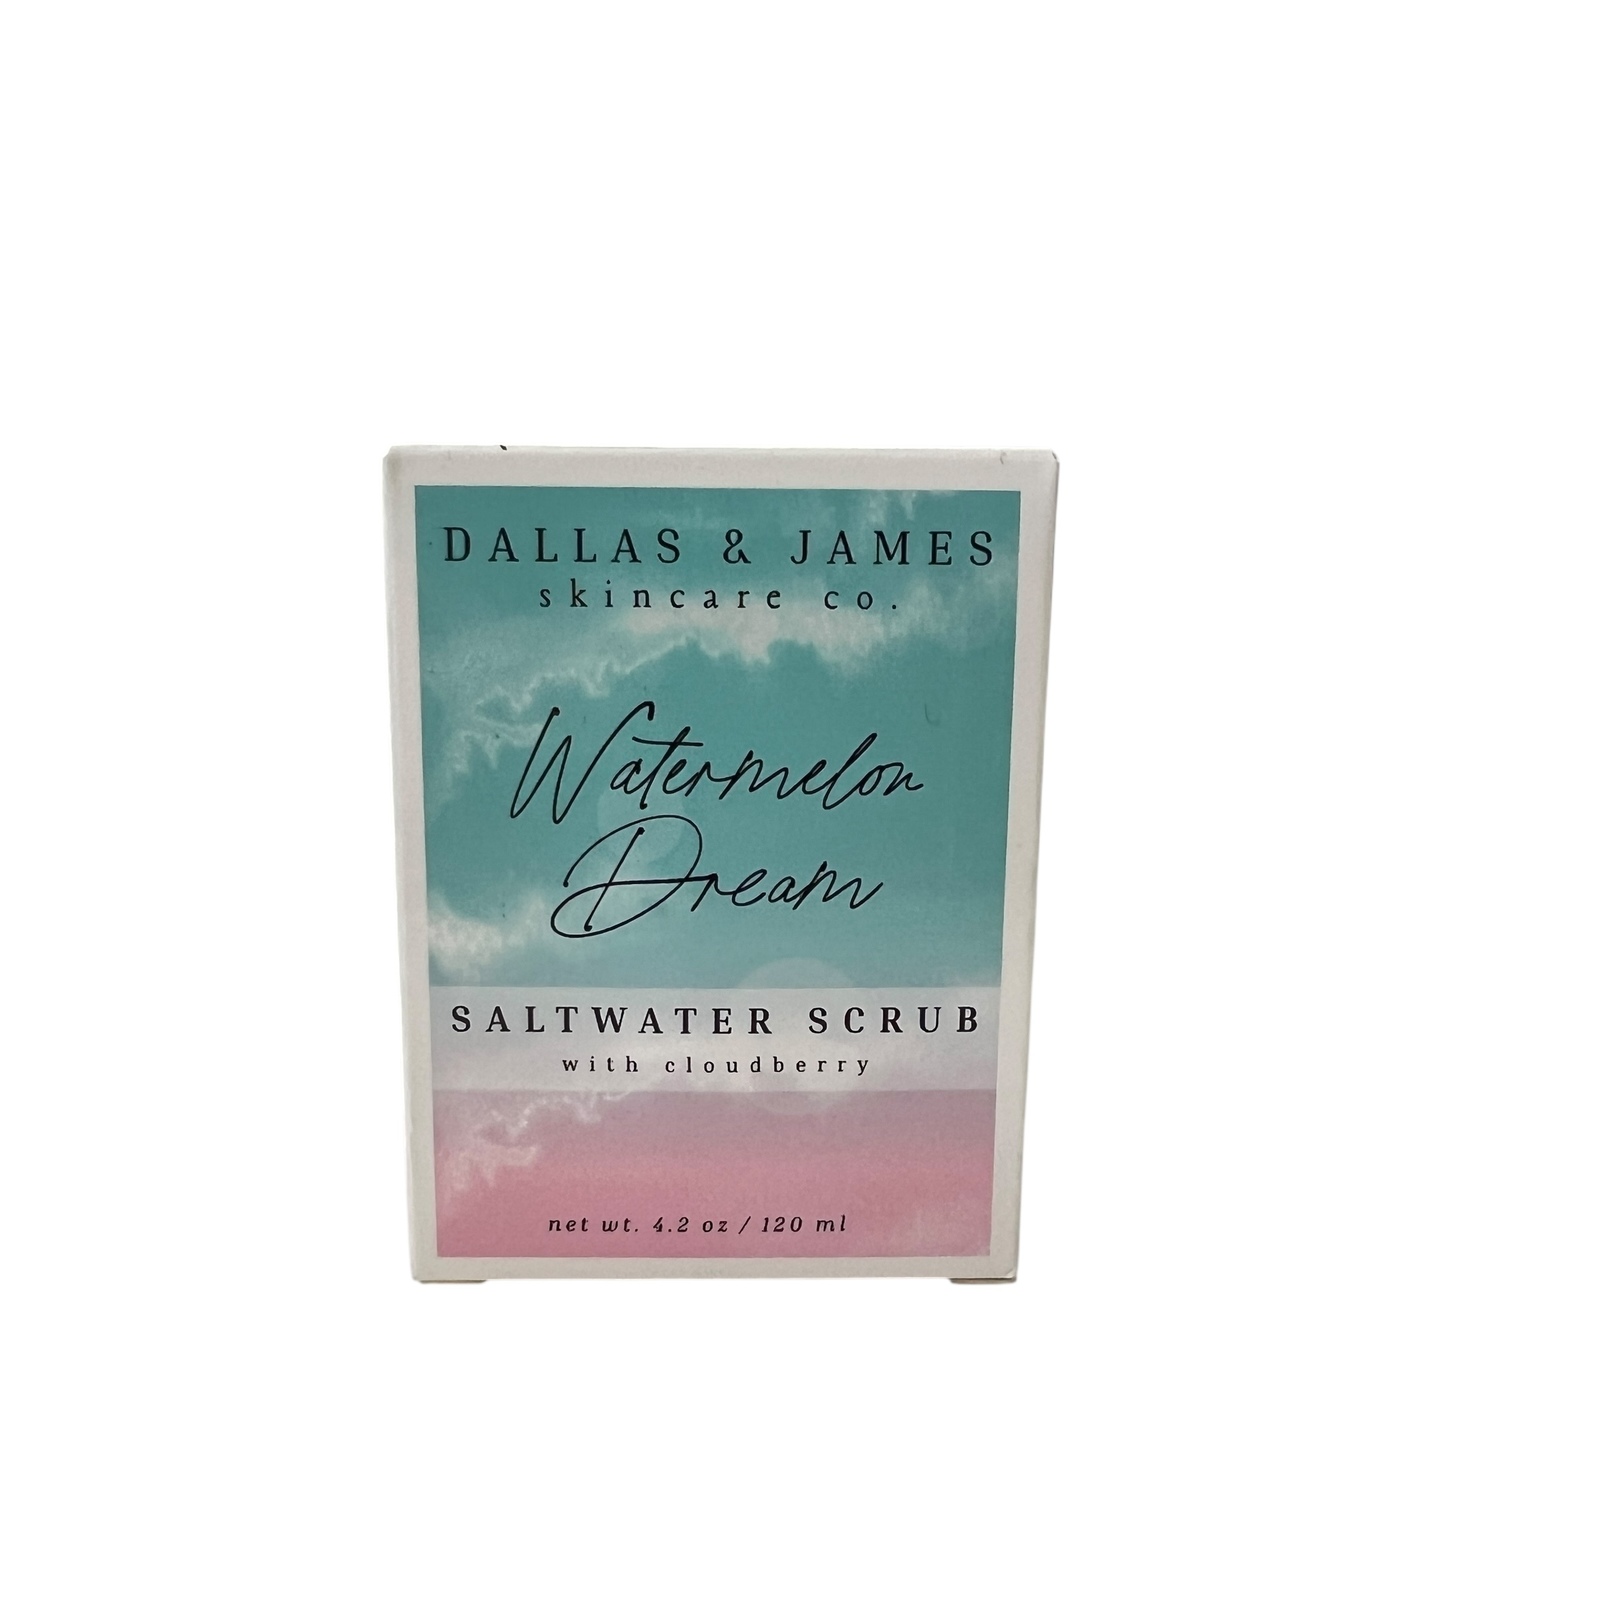 DALLAS & JAMES
skincare co.
Watermelon
Dream
SALTWATER SCRUB
with cloudberry
net wt. 4.2 oz / 120 ml